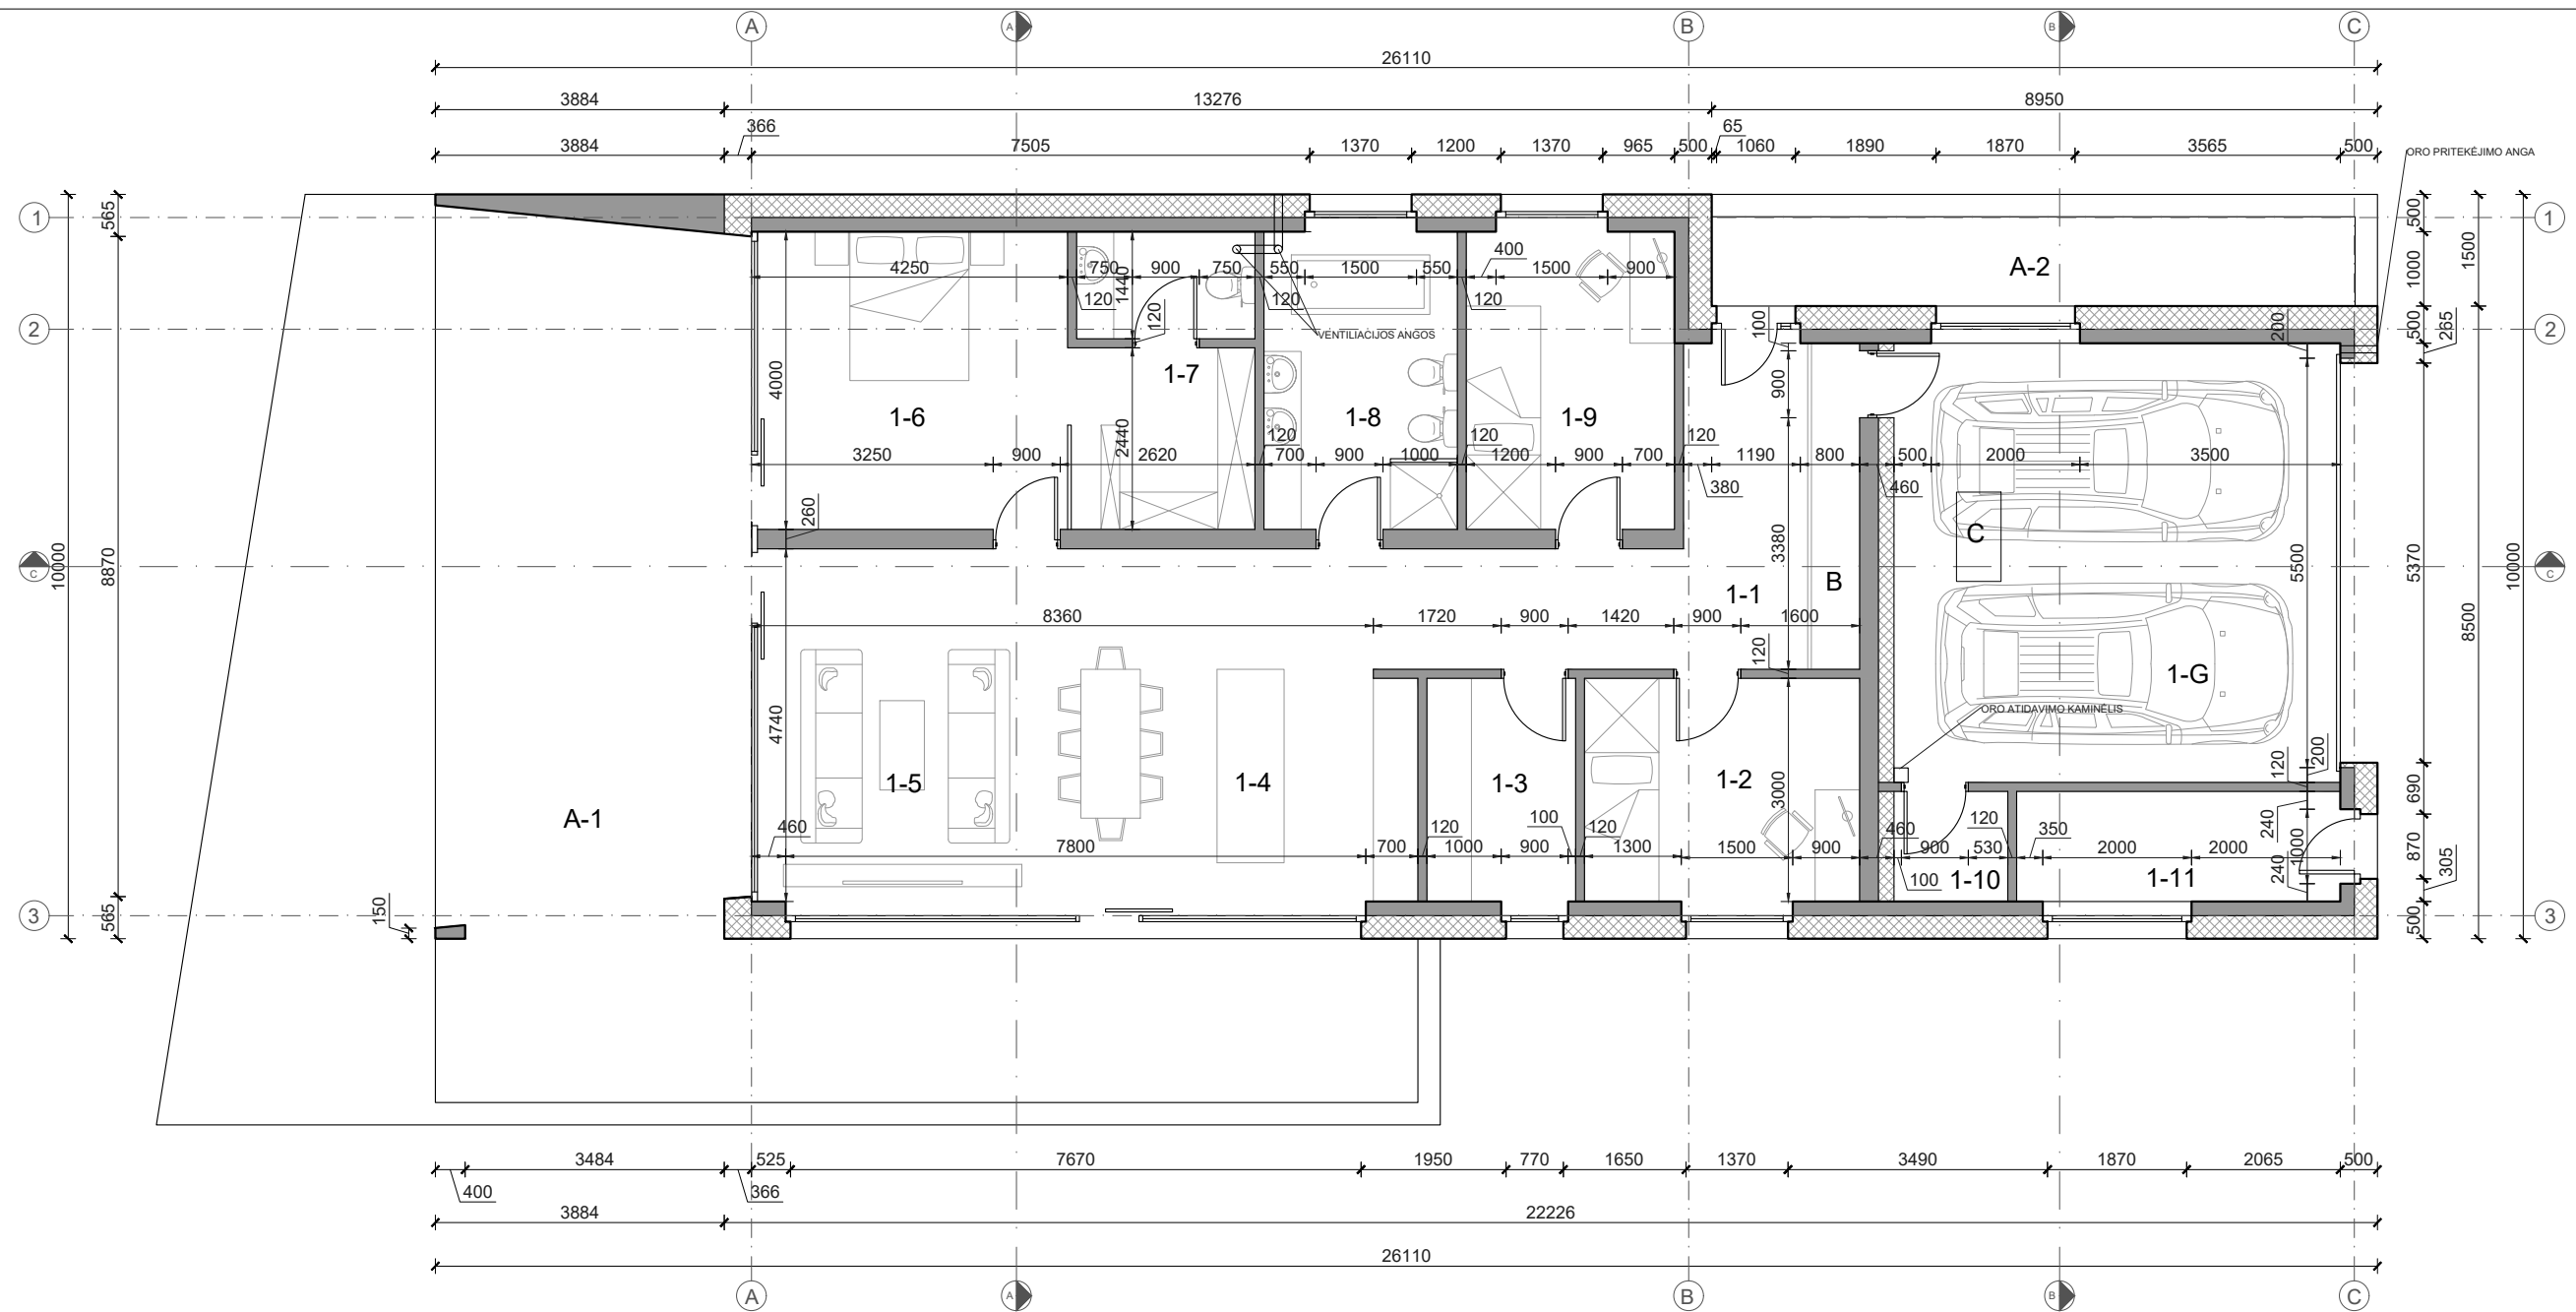 A A B B C
26110
3884 13276 8950
366 65
3884 7505 1370 1200 1370 965 500 1060 1890 1870 3565 500
ORO PRITEKĖJIMO ANGA
1 1
565 500 1500
A-2
1000
4250 750 1440 900 750 550 1500 550 400 1500 900
120 120 120 120
2 2
VENTILIACIJOS ANGOS
100 200 500 265
4000 1-7 900
1-6 1-8 1-9
2440 120 120 120
3250 900 2620 700 900 1000 1200 900 700 1190 800 500 2000 3500
380 460
260 3380 C 5500
C 10000 8870 5370 10000 C
1-1 B
8360 1720 900 1420 900 1600
8500
120 1-G
ORO ATIDAVIMO KAMINĖLIS
4740
1-5 1-4 1-3 1-2 3000 120 200
690
A-1
460 120 100 120 460 120 350 240 1000 870
7800 700 1000 900 1300 1500 900 900 530 2000 2000
100 1-10 1-11 240 305
3 565 150 500 3
3484 525 7670 1950 770 1650 1370 3490 1870 2065 500
400 366
3884 22226
26110
A A B B C